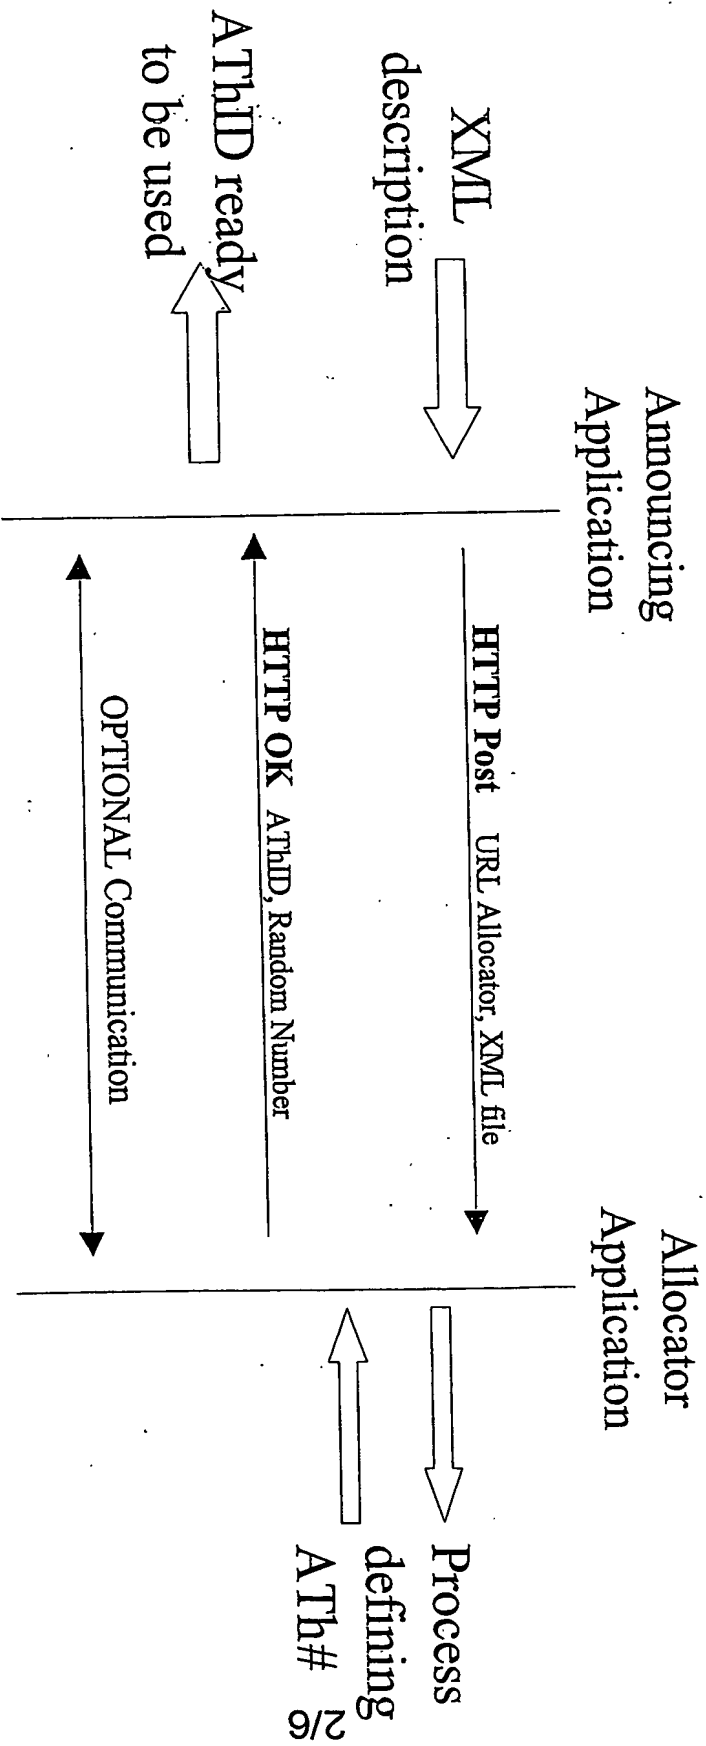 Announcing
Application
Allocator
Application
XML
description
HTTP Post URL Allocator, XML file
Process
defining
ATh#
AThID ready
to be used
HTTP OK AThID, Random Number
OPTIONAL Communication
2/6